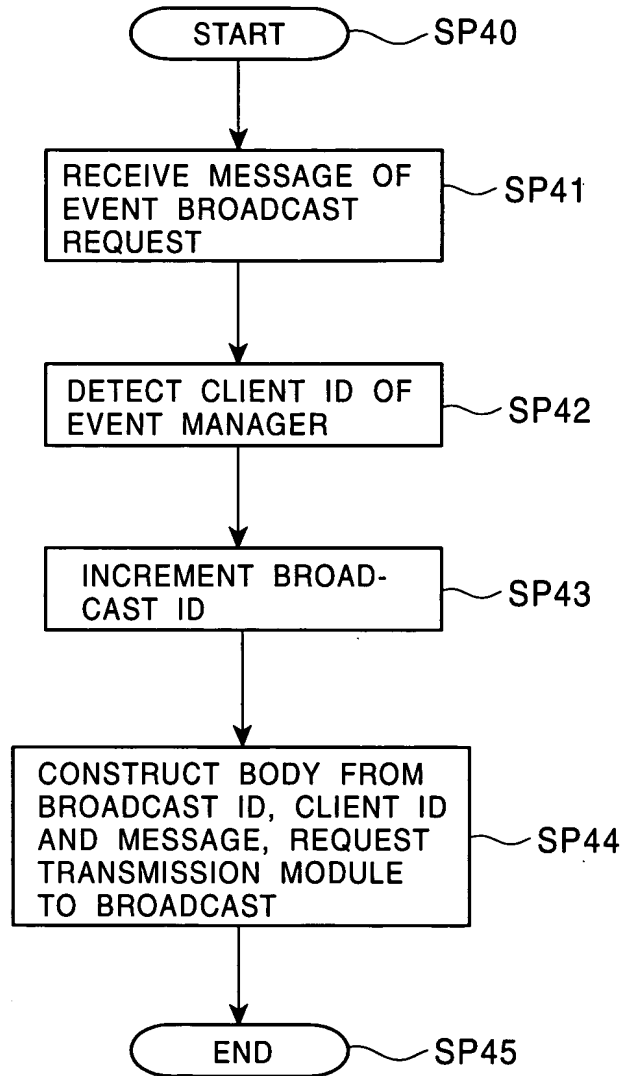 START
SP40
RECEIVE MESSAGE OF
EVENT BROADCAST
REQUEST
SP41
DETECT CLIENT ID OF
EVENT MANAGER
SP42
INCREMENT BROAD-
CAST ID
SP43
CONSTRUCT BODY FROM
BROADCAST ID, CLIENT ID
AND MESSAGE, REQUEST
TRANSMISSION MODULE
TO BROADCAST
SP44
END
SP45